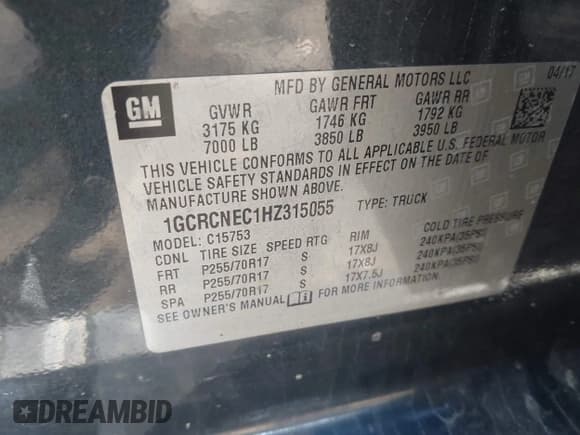 MFD BY GENERAL MOTORS LLC 04/17
GM
GVWR GAWR FRT GAWR RR
3175 KG 1746 KG 1792 KG
7000 LB 3850 LB 3950 LB
THIS VEHICLE CONFORMS TO ALL APPLICABLE U.S. FEDERAL MOTOR
VEHICLE SAFETY STANDARDS IN EFFECT ON THE DATE OF
MANUFACTURE SHOWN ABOVE.
1GCRCNEC1HZ315055 TYPE: TRUCK
MODEL: C15753
CDNL TIRE SIZE SPEED RTG RIM COLD TIRE PRESSURE
FRT P255/70R17 S 17X8J 240KPA(35PSI)
RR P255/70R17 S 17X8J 240KPA(35PSI)
SPA P255/70R17 S 17X7.5J 240KPA(35PSI)
SEE OWNER'S MANUAL FOR MORE INFORMATION.
DREAMBID